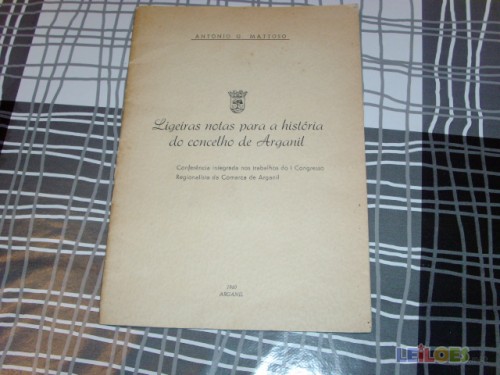 ANTONIO G. MATTOSO
Ligeiras notas para a história
do concelho de Arganil
Conferência integrada nos trabalhos do I Congresso
Regionalista da Comarca de Arganil
ARGANIL
LEILOES